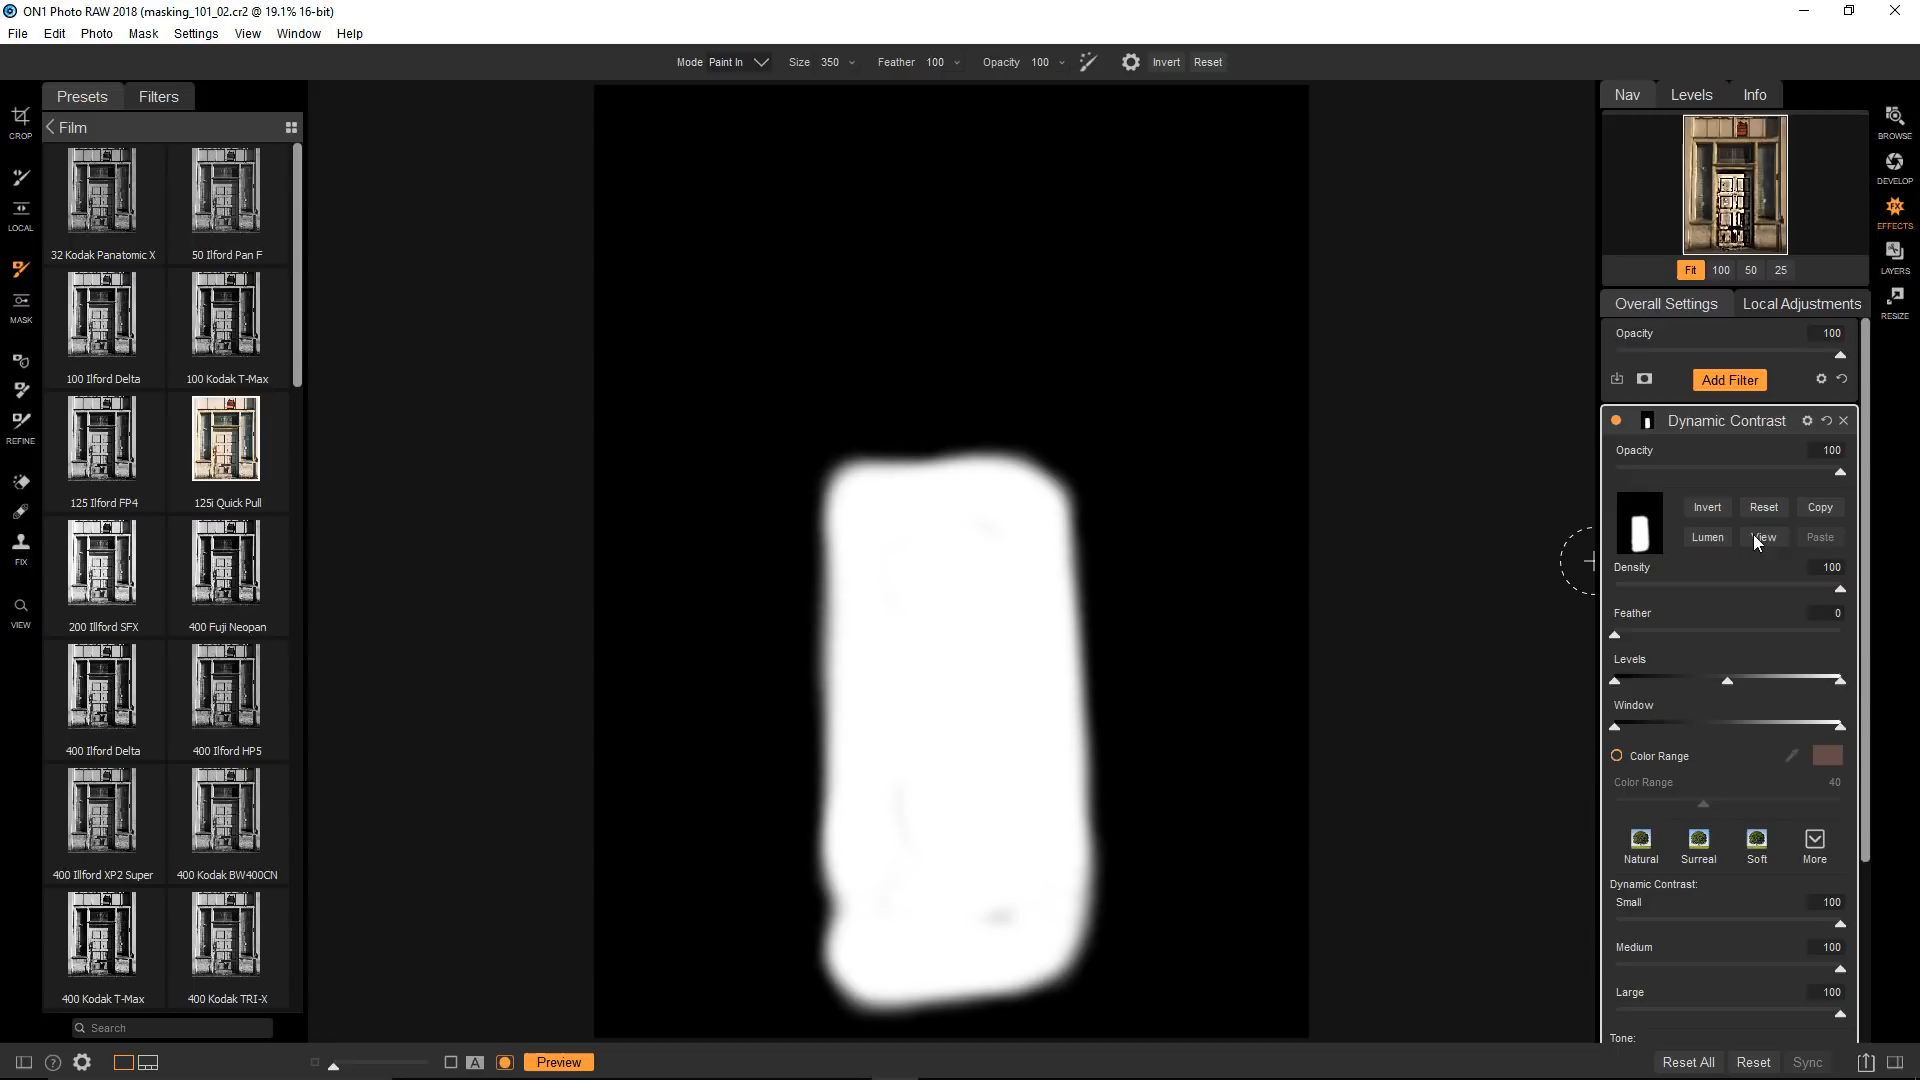 ON1 Photo RAW 2018 (masking_101_02.cr2 @ 19.1% 16-bit)
File Edit Photo Mask Settings View Window Help
Mode Paint In Size 350 Feather 100 Opacity 100 Invert Reset
Presets Filters
Film
32 Kodak Panatomic X 50 Ilford Pan F
100 Ilford Delta 100 Kodak T-Max
125 Ilford FP4 125i Quick Pull
200 Illford SFX 400 Fuji Neopan
400 Ilford Delta 400 Ilford HP5
400 Illford XP2 Super 400 Kodak BW400CN
400 Kodak T-Max 400 Kodak TRI-X
Search
CROP
LOCAL
MASK
REFINE
FIX
VIEW
Preview
A
Nav Levels Info
Fit 100 50 25
Overall Settings Local Adjustments
Opacity 100
Add Filter
Dynamic Contrast
Opacity 100
Invert Reset Copy
Lumen View Paste
Density 100
Feather 0
Levels
Window
Color Range
Color Range 40
Natural Surreal Soft More
Dynamic Contrast:
Small 100
Medium 100
Large 100
Tone:
Reset All Reset Sync
BROWSE
DEVELOP
FX
EFFECTS
LAYERS
RESIZE